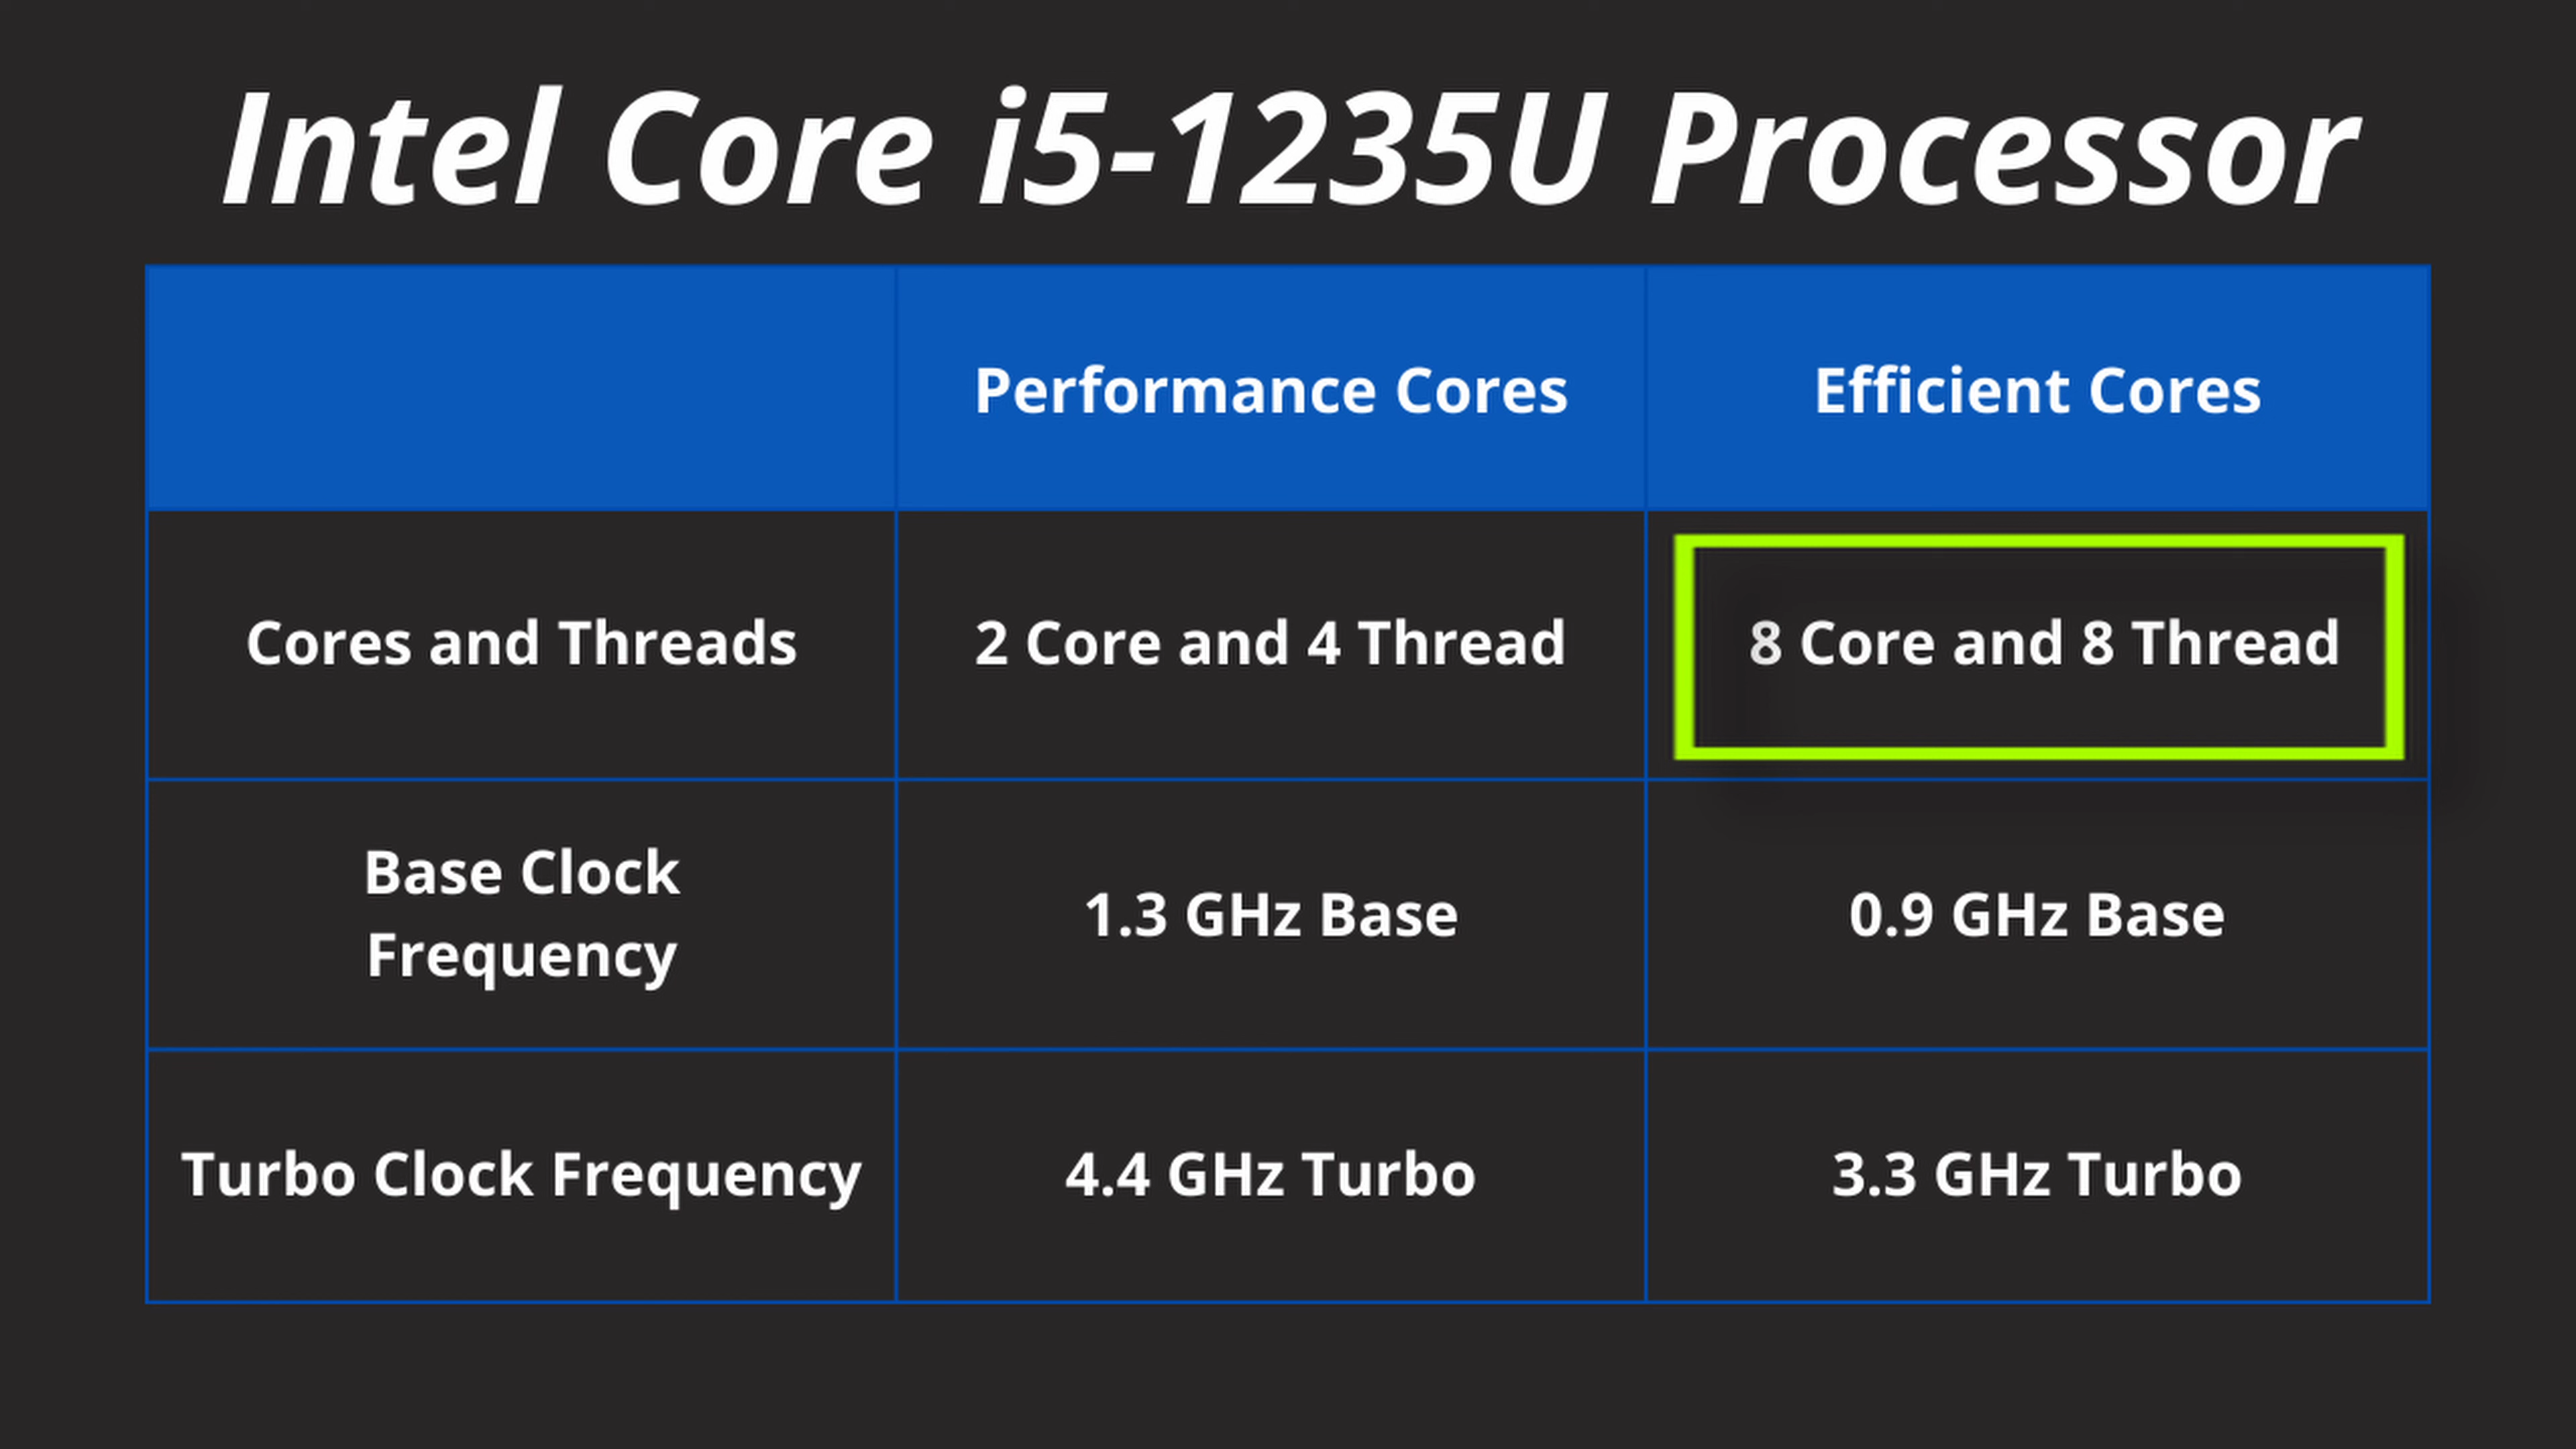 Intel Core i5-1235U Processor
Performance Cores
Efficient Cores
Cores and Threads
2 Core and 4 Thread
8 Core and 8 Thread
Base Clock
Frequency
1.3 GHz Base
0.9 GHz Base
Turbo Clock Frequency
4.4 GHz Turbo
3.3 GHz Turbo